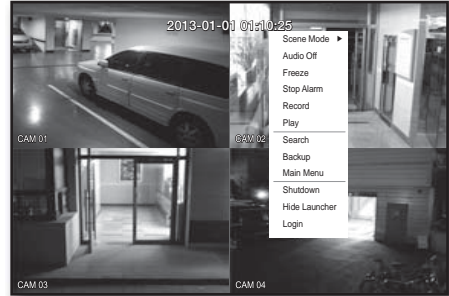 2013-01-01 01:10:25
Scene Mode ▶
Audio Off
Freeze
Stop Alarm
Record
Play
Search
Backup
Main Menu
Shutdown
Hide Launcher
Login
CAM 01
CAM 02
CAM 03
CAM 04